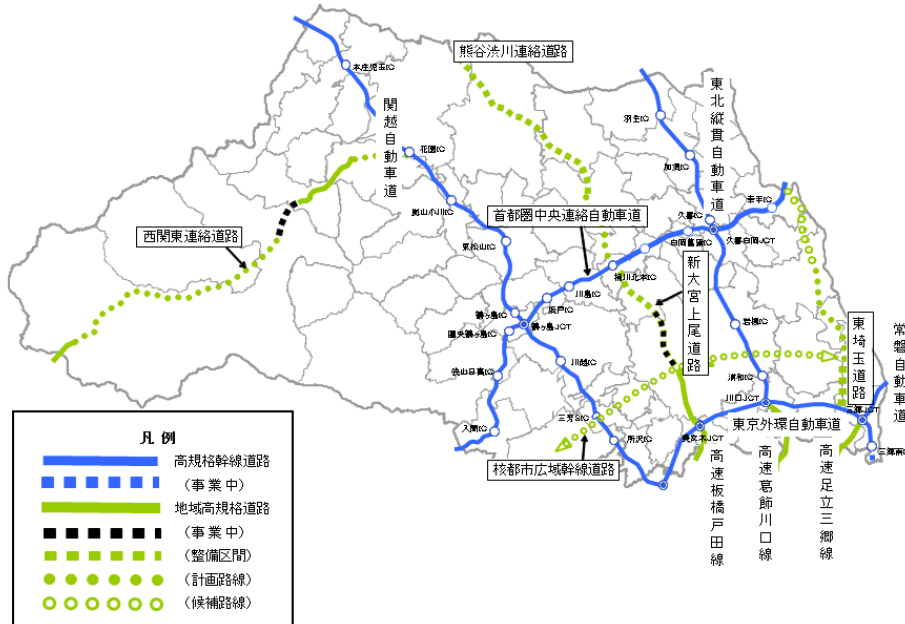 熊谷渋川連絡道路
本庄児玉IC
関越自動車道
東北縦貫自動車道
羽生IC
花園IC
加須IC
嵐山小川IC
幸手IC
久喜IC
首都圏中央連絡自動車道
西関東連絡道路
東松山IC
白岡菖蒲IC
久喜白岡JCT
新大宮上尾道路
桶川北本IC
川島IC
坂戸IC
鶴ヶ島IC
鶴ヶ島JCT
圏央鶴ヶ島IC
岩槻IC
東埼玉道路
常磐自動車道
川越IC
狭山日高IC
浦和IC
川口JCT
三郷JCT
三芳SIC
東京外環自動車道
入間IC
所沢IC
美女木JCT
三郷南IC
核都市広域幹線道路
高速板橋戸田線
高速葛飾川口線
高速足立三郷線
凡例
高規格幹線道路
(事業中)
地域高規格道路
(事業中)
(整備区間)
(計画路線)
(候補路線)